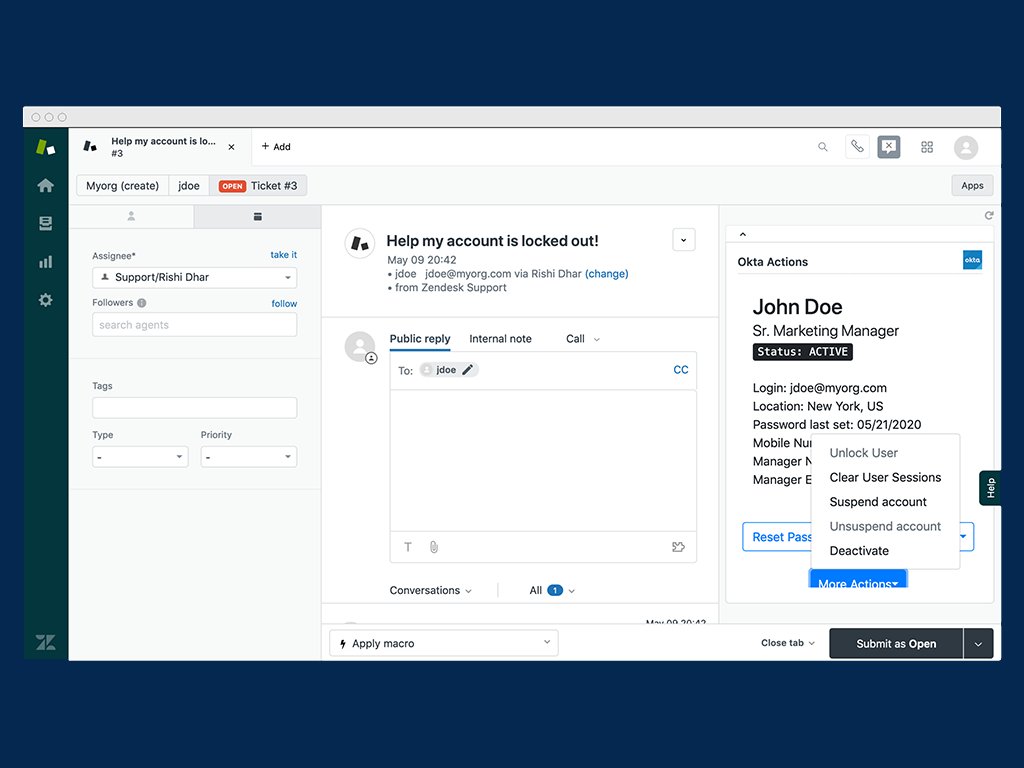 Help my account is lo...
#3
+ Add
Myorg (create)
jdoe
OPEN Ticket #3
Apps
Assignee*
take it
Support/Rishi Dhar
Followers
follow
search agents
Tags
Type
Priority
-
-
Help my account is locked out!
May 09 20:42
• jdoe jdoe@myorg.com via Rishi Dhar (change)
• from Zendesk Support
Public reply
Internal note
Call
To: jdoe
CC
T
Conversations
All 1
May 09 20:42
Apply macro
Okta Actions
okta
John Doe
Sr. Marketing Manager
Status: ACTIVE
Login: jdoe@myorg.com
Location: New York, US
Password last set: 05/21/2020
Mobile Nu
Manager
Manager
Unlock User
Clear User Sessions
Suspend account
Unsuspend account
Deactivate
Reset Pass
More Actions
Help
Close tab
Submit as Open